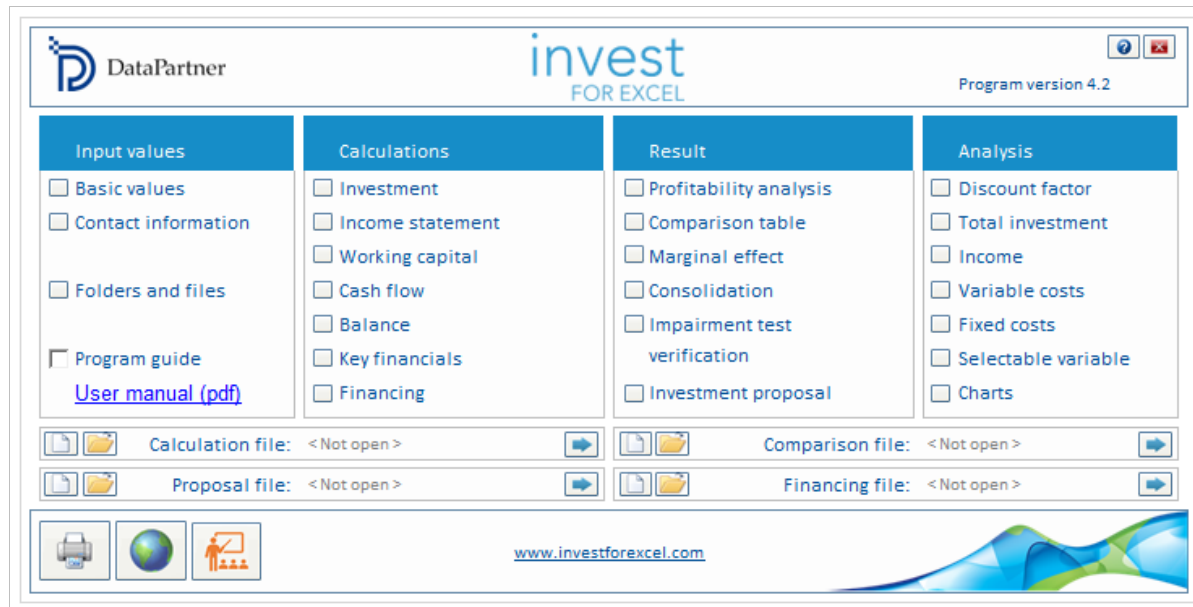 DataPartner
invest
FOR EXCEL
Program version 4.2
Input values
Basic values
Contact information
Folders and files
Program guide
User manual (pdf)
Calculations
Investment
Income statement
Working capital
Cash flow
Balance
Key financials
Financing
Result
Profitability analysis
Comparison table
Marginal effect
Consolidation
Impairment test
verification
Investment proposal
Analysis
Discount factor
Total investment
Income
Variable costs
Fixed costs
Selectable variable
Charts
Calculation file: < Not open >
Comparison file: < Not open >
Proposal file: < Not open >
Financing file: < Not open >
www.investforexcel.com